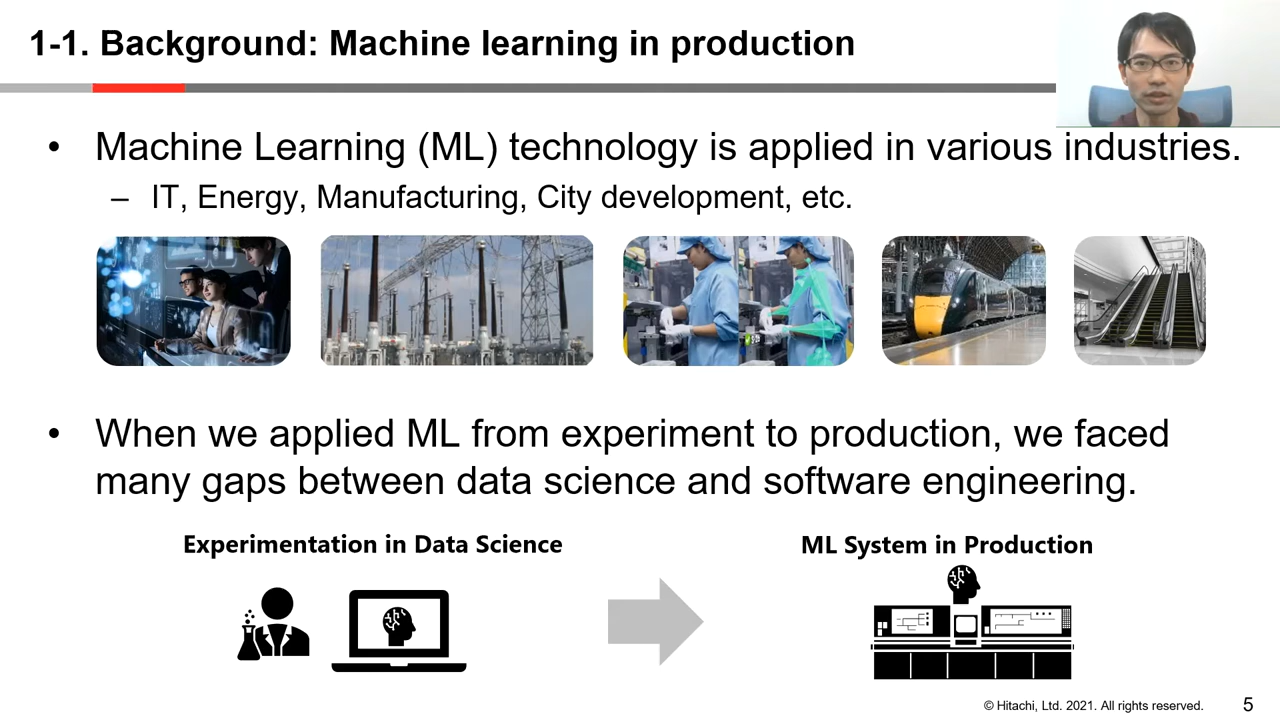 1-1. Background: Machine learning in production
• Machine Learning (ML) technology is applied in various industries.
– IT, Energy, Manufacturing, City development, etc.
• When we applied ML from experiment to production, we faced
many gaps between data science and software engineering.
Experimentation in Data Science
ML System in Production
© Hitachi, Ltd. 2021. All rights reserved.
5